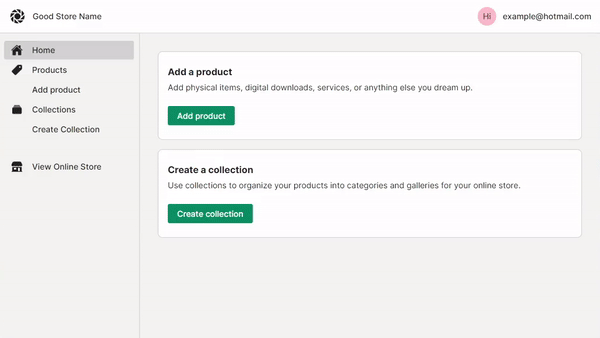 Good Store Name
Hi example@hotmail.com
Home
Products
Add product
Collections
Create Collection
View Online Store
Add a product
Add physical items, digital downloads, services, or anything else you dream up.
Add product
Create a collection
Use collections to organize your products into categories and galleries for your online store.
Create collection